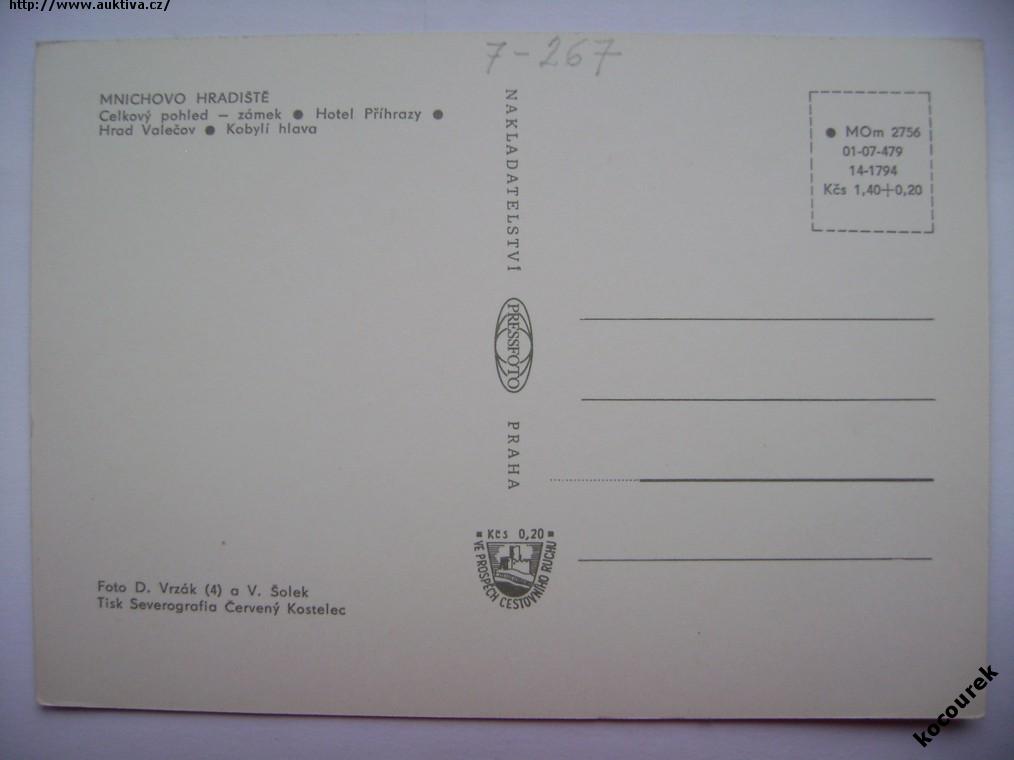 http://www.auktiva.cz/
7-267
MNICHOVO HRADIŠTĚ
Celkový pohled – zámek ● Hotel Příhrazy ●
Hrad Valečov ● Kobylí hlava
NAKLADATELSTVÍ
PRESSFOTO
PRAHA
● MOm 2756
01-07-479
14-1794
Kčs 1,40+0,20
Kčs 0,20
VE PROSPĚCH CESTOVNÍHO RUCHU
Foto D. Vrzák (4) a V. Šolek
Tisk Severografia Červený Kostelec
kocourek